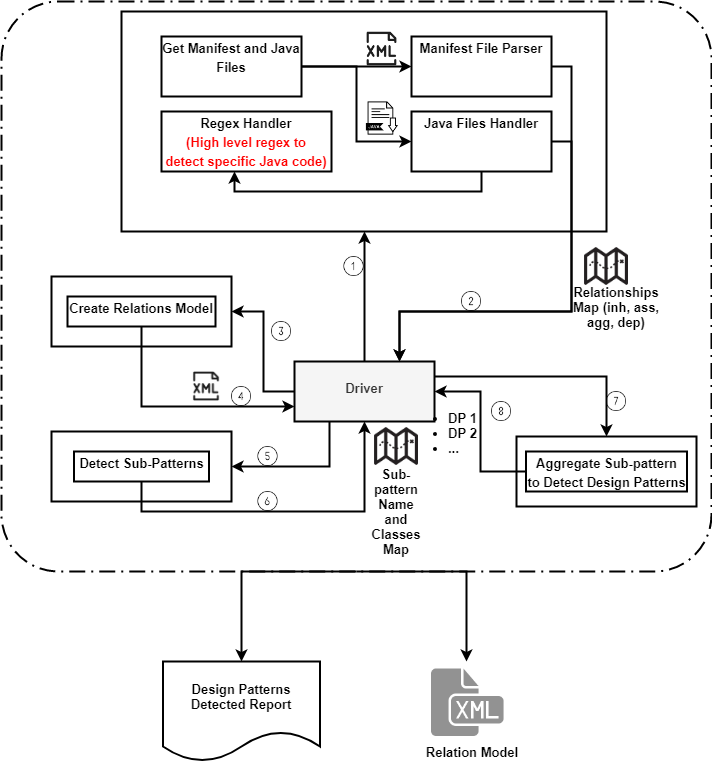 Get Manifest and Java
Files
XML
Manifest File Parser
Regex Handler
(High level regex to
detect specific Java code)
JAVA
Java Files Handler
1
2
Relationships
Map (inh, ass,
agg, dep)
Create Relations Model
3
XML
4
Driver
7
8
• DP 1
• DP 2
• ...
Detect Sub-Patterns
5
6
Sub-
pattern
Name
and
Classes
Map
Aggregate Sub-pattern
to Detect Design Patterns
Design Patterns
Detected Report
XML
Relation Model